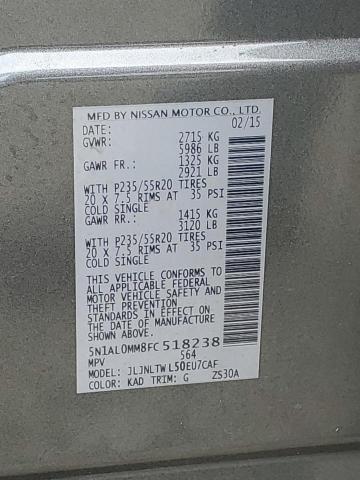 MFD BY NISSAN MOTOR CO., LTD.
DATE: 02/15
GVWR: 2715 KG
5986 LB
GAWR FR.: 1325 KG
2921 LB
WITH P235/55R20 TIRES
20 X 7.5 RIMS AT 35 PSI
COLD SINGLE
GAWR RR.: 1415 KG
3120 LB
WITH P235/55R20 TIRES
20 X 7.5 RIMS AT 35 PSI
COLD SINGLE
THIS VEHICLE CONFORMS TO
ALL APPLICABLE FEDERAL
MOTOR VEHICLE SAFETY AND
THEFT PREVENTION
STANDARDS IN EFFECT ON
THE DATE OF MANUFACTURE
SHOWN ABOVE.
5N1AL0MM8FC518238
MPV 564
MODEL: JLJNLTWL50EU7CAF
COLOR: KAD TRIM: G ZS30A